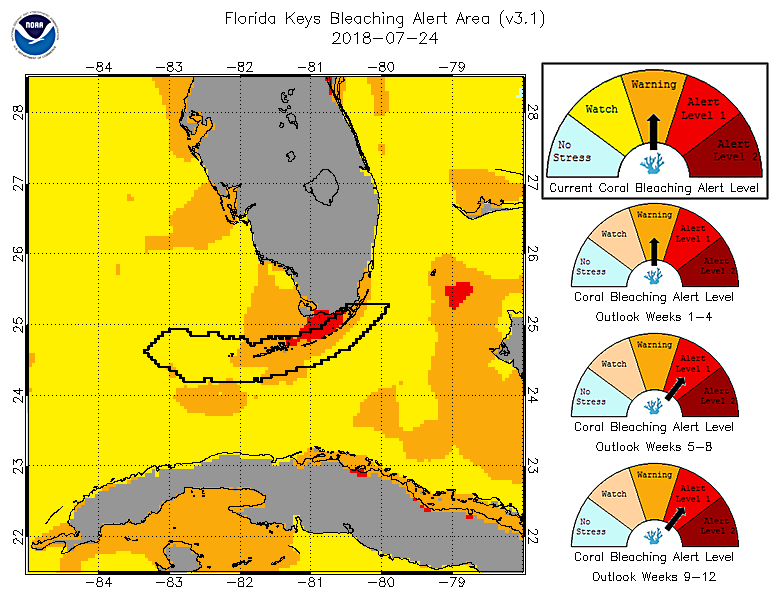 Florida Keys Bleaching Alert Area (v3.1)
2018-07-24
NOAA
-84 -83 -82 -81 -80 -79
28 28
27 27
26 26
25 25
24 24
23 23
22 22
-84 -83 -82 -81 -80 -79
No Stress
Watch
Warning
Alert Level 1
Alert Level 2
Current Coral Bleaching Alert Level
No Stress
Watch
Warning
Alert Level 1
Alert Level 2
Coral Bleaching Alert Level
Outlook Weeks 1-4
No Stress
Watch
Warning
Alert Level 1
Alert Level 2
Coral Bleaching Alert Level
Outlook Weeks 5-8
No Stress
Watch
Warning
Alert Level 1
Alert Level 2
Coral Bleaching Alert Level
Outlook Weeks 9-12